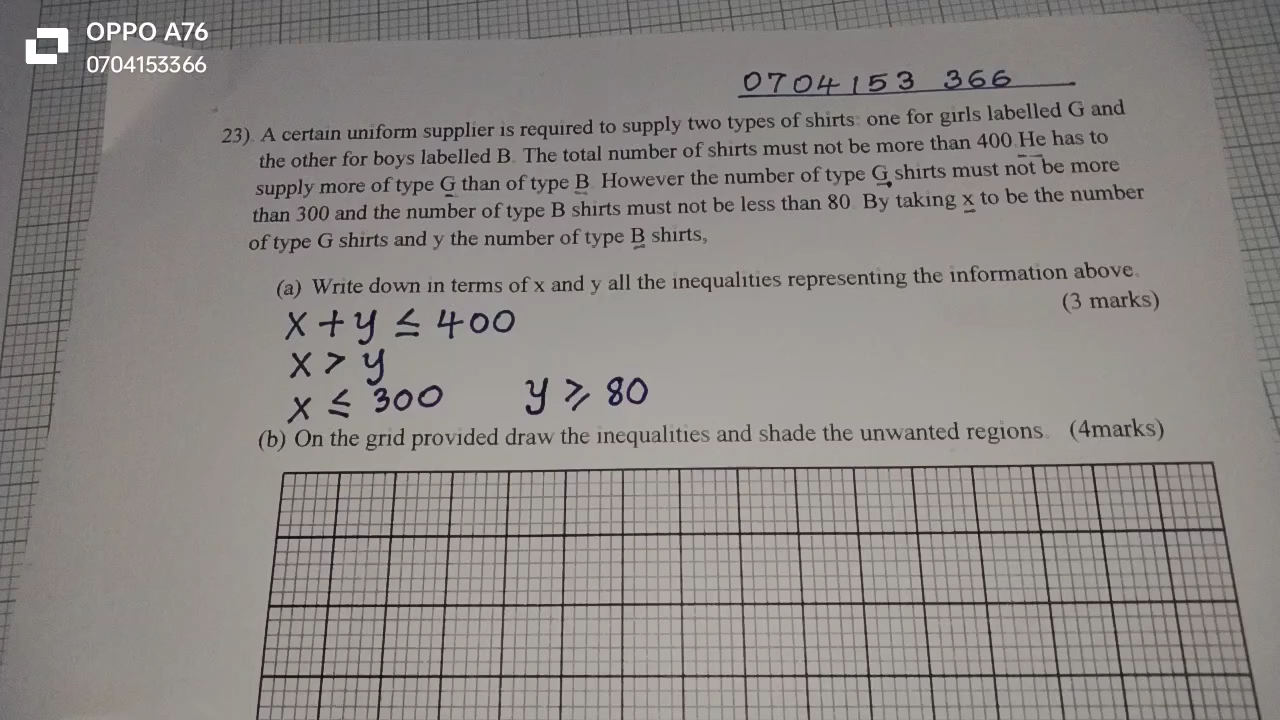 OPPO A76
0704153366
0704153 366
23). A certain uniform supplier is required to supply two types of shirts: one for girls labelled G and
the other for boys labelled B. The total number of shirts must not be more than 400. He has to
supply more of type G than of type B. However the number of type G shirts must not be more
than 300 and the number of type B shirts must not be less than 80. By taking x to be the number
of type G shirts and y the number of type B shirts,
(a) Write down in terms of x and y all the inequalities representing the information above.
(3 marks)
x + y ≤ 400
x > y
x ≤ 300 y ≥ 80
(b) On the grid provided draw the inequalities and shade the unwanted regions. (4marks)